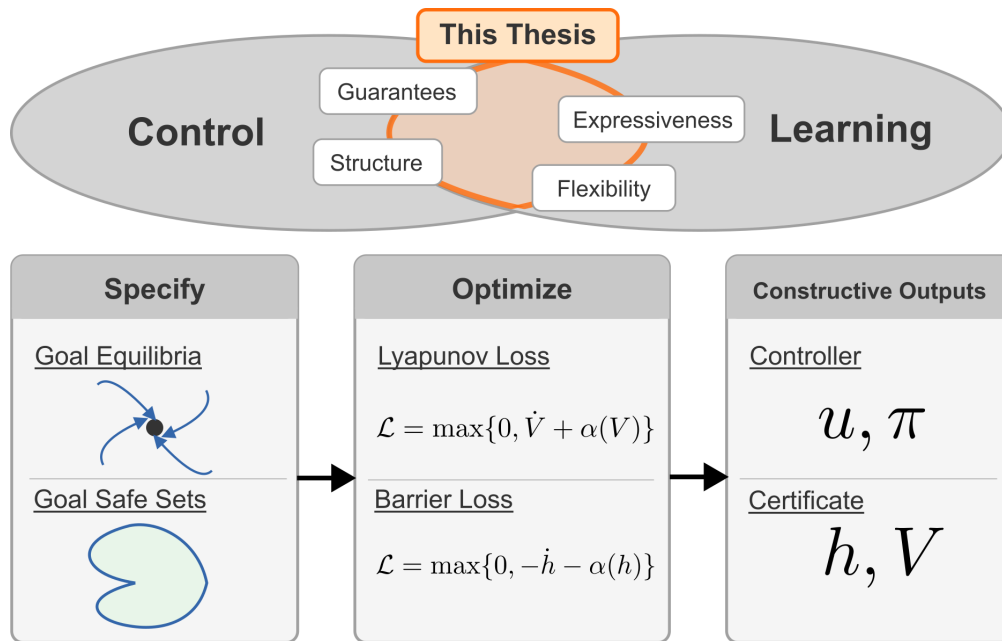 This Thesis
Guarantees
Expressiveness
Control
Learning
Structure
Flexibility
Specify
Optimize
Constructive Outputs
Goal Equilibria
Lyapunov Loss
Controller
ℒ = max{0, V̇ + α(V)}
u, π
Goal Safe Sets
Barrier Loss
Certificate
ℒ = max{0, −ḣ − α(h)}
h, V